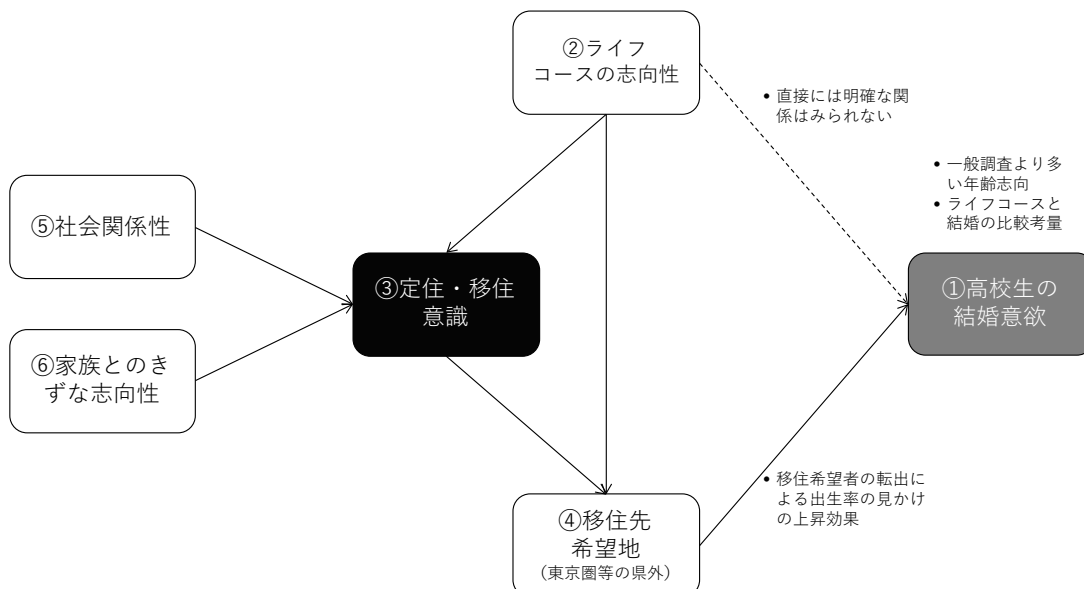 ②ライフ
コースの志向性
• 直接には明確な関
係はみられない
• 一般調査より多
い年齢志向
• ライフコースと
結婚の比較考量
⑤社会関係性
③定住・移住
意識
①高校生の
結婚意欲
⑥家族とのき
ずな志向性
• 移住希望者の転出に
よる出生率の見かけ
の上昇効果
④移住先
希望地
（東京圏等の県外）